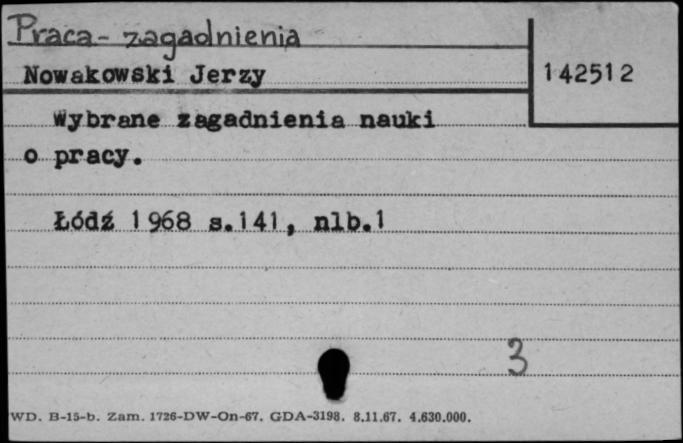 Praca - zagadnienia
Nowakowski Jerzy
142512
Wybrane zagadnienia nauki
o pracy.
Łódź 1968 s.141, nlb.1
3
WD. B-15-b. Zam. 1726-DW-On-67. GDA-3198. 8.11.67. 4.630.000.